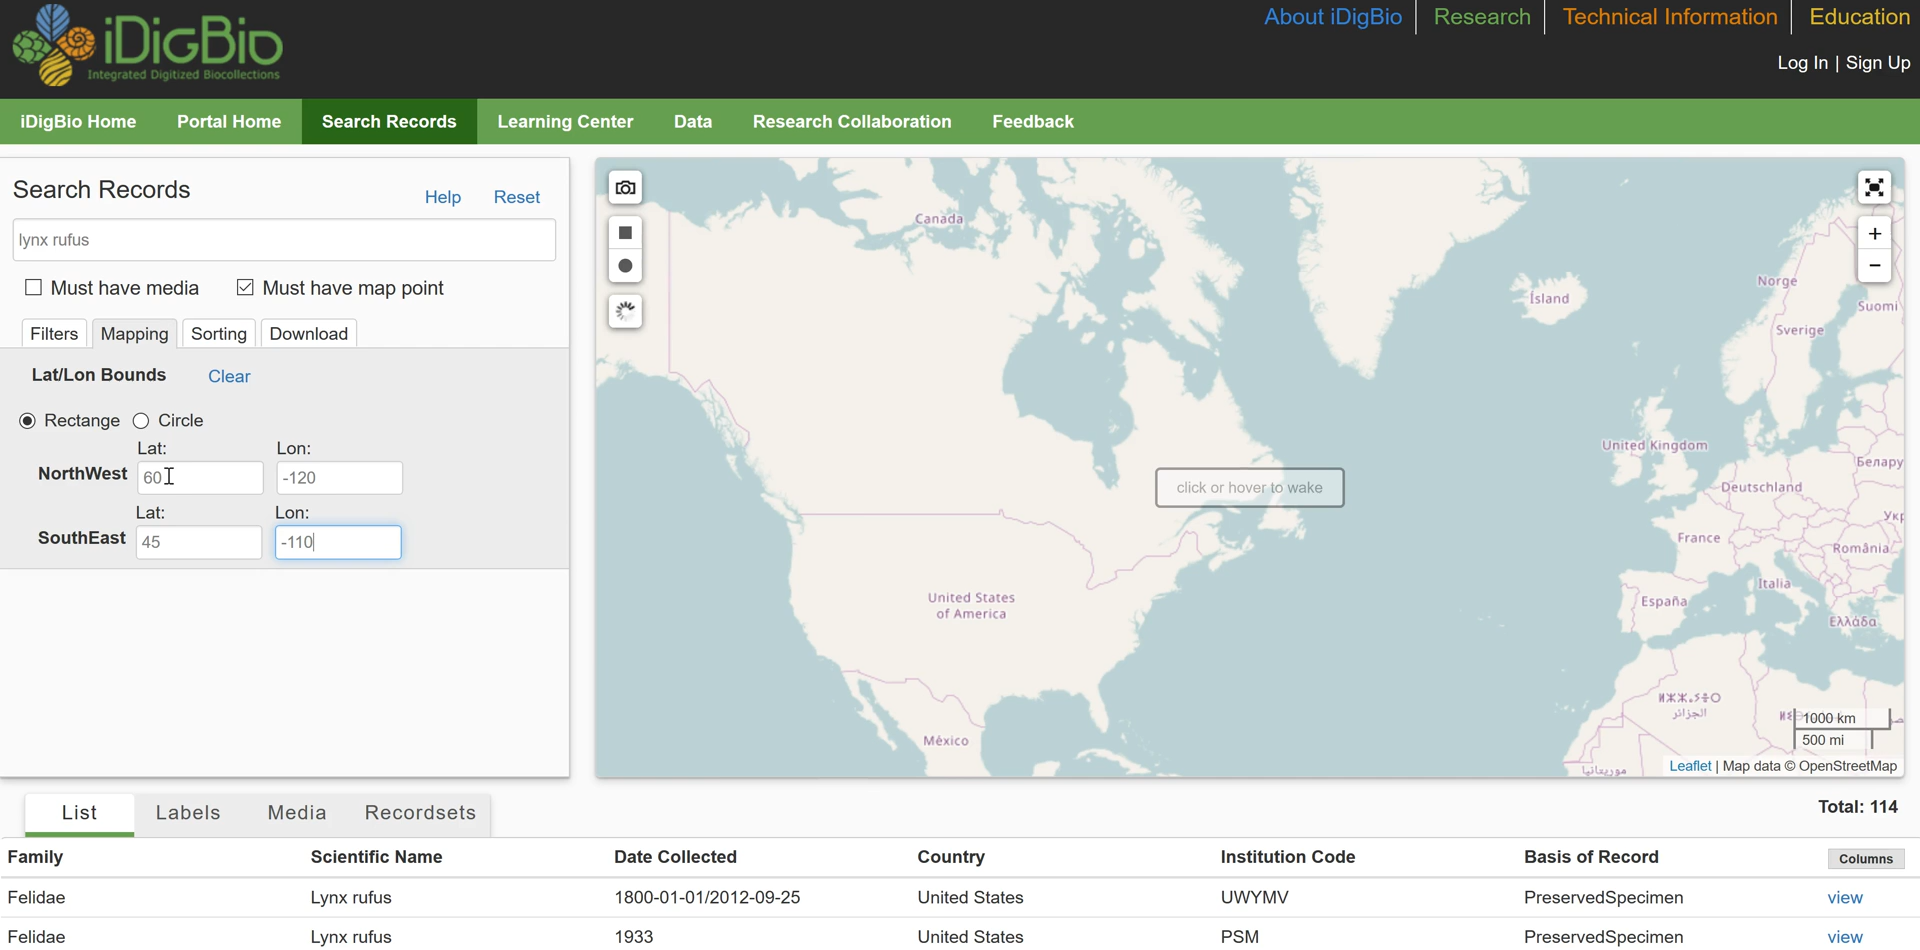 iDigBio
Integrated Digitized Biocollections
About iDigBio
Research
Technical Information
Education
Log In | Sign Up
iDigBio Home
Portal Home
Search Records
Learning Center
Data
Research Collaboration
Feedback
Search Records
Help
Reset
lynx rufus
Must have media
Must have map point
Filters
Mapping
Sorting
Download
Lat/Lon Bounds
Clear
Rectange
Circle
Lat:
Lon:
NorthWest
60
-120
Lat:
Lon:
SouthEast
45
-110
Canada
United States
of America
México
Ísland
Norge
Suomi
Sverige
United Kingdom
Белару
Deutschland
Укр
France
România
Italia
España
Ελλάδα
ⵍⵣⵣⴰⵢⴻⵔ
الجزائر
موريتانيا
click or hover to wake
+
−
1000 km
500 mi
Leaflet | Map data © OpenStreetMap
List
Labels
Media
Recordsets
Total: 114
Family Scientific Name Date Collected Country Institution Code Basis of Record Columns
Felidae Lynx rufus 1800-01-01/2012-09-25 United States UWYMV PreservedSpecimen view
Felidae Lynx rufus 1933 United States PSM PreservedSpecimen view